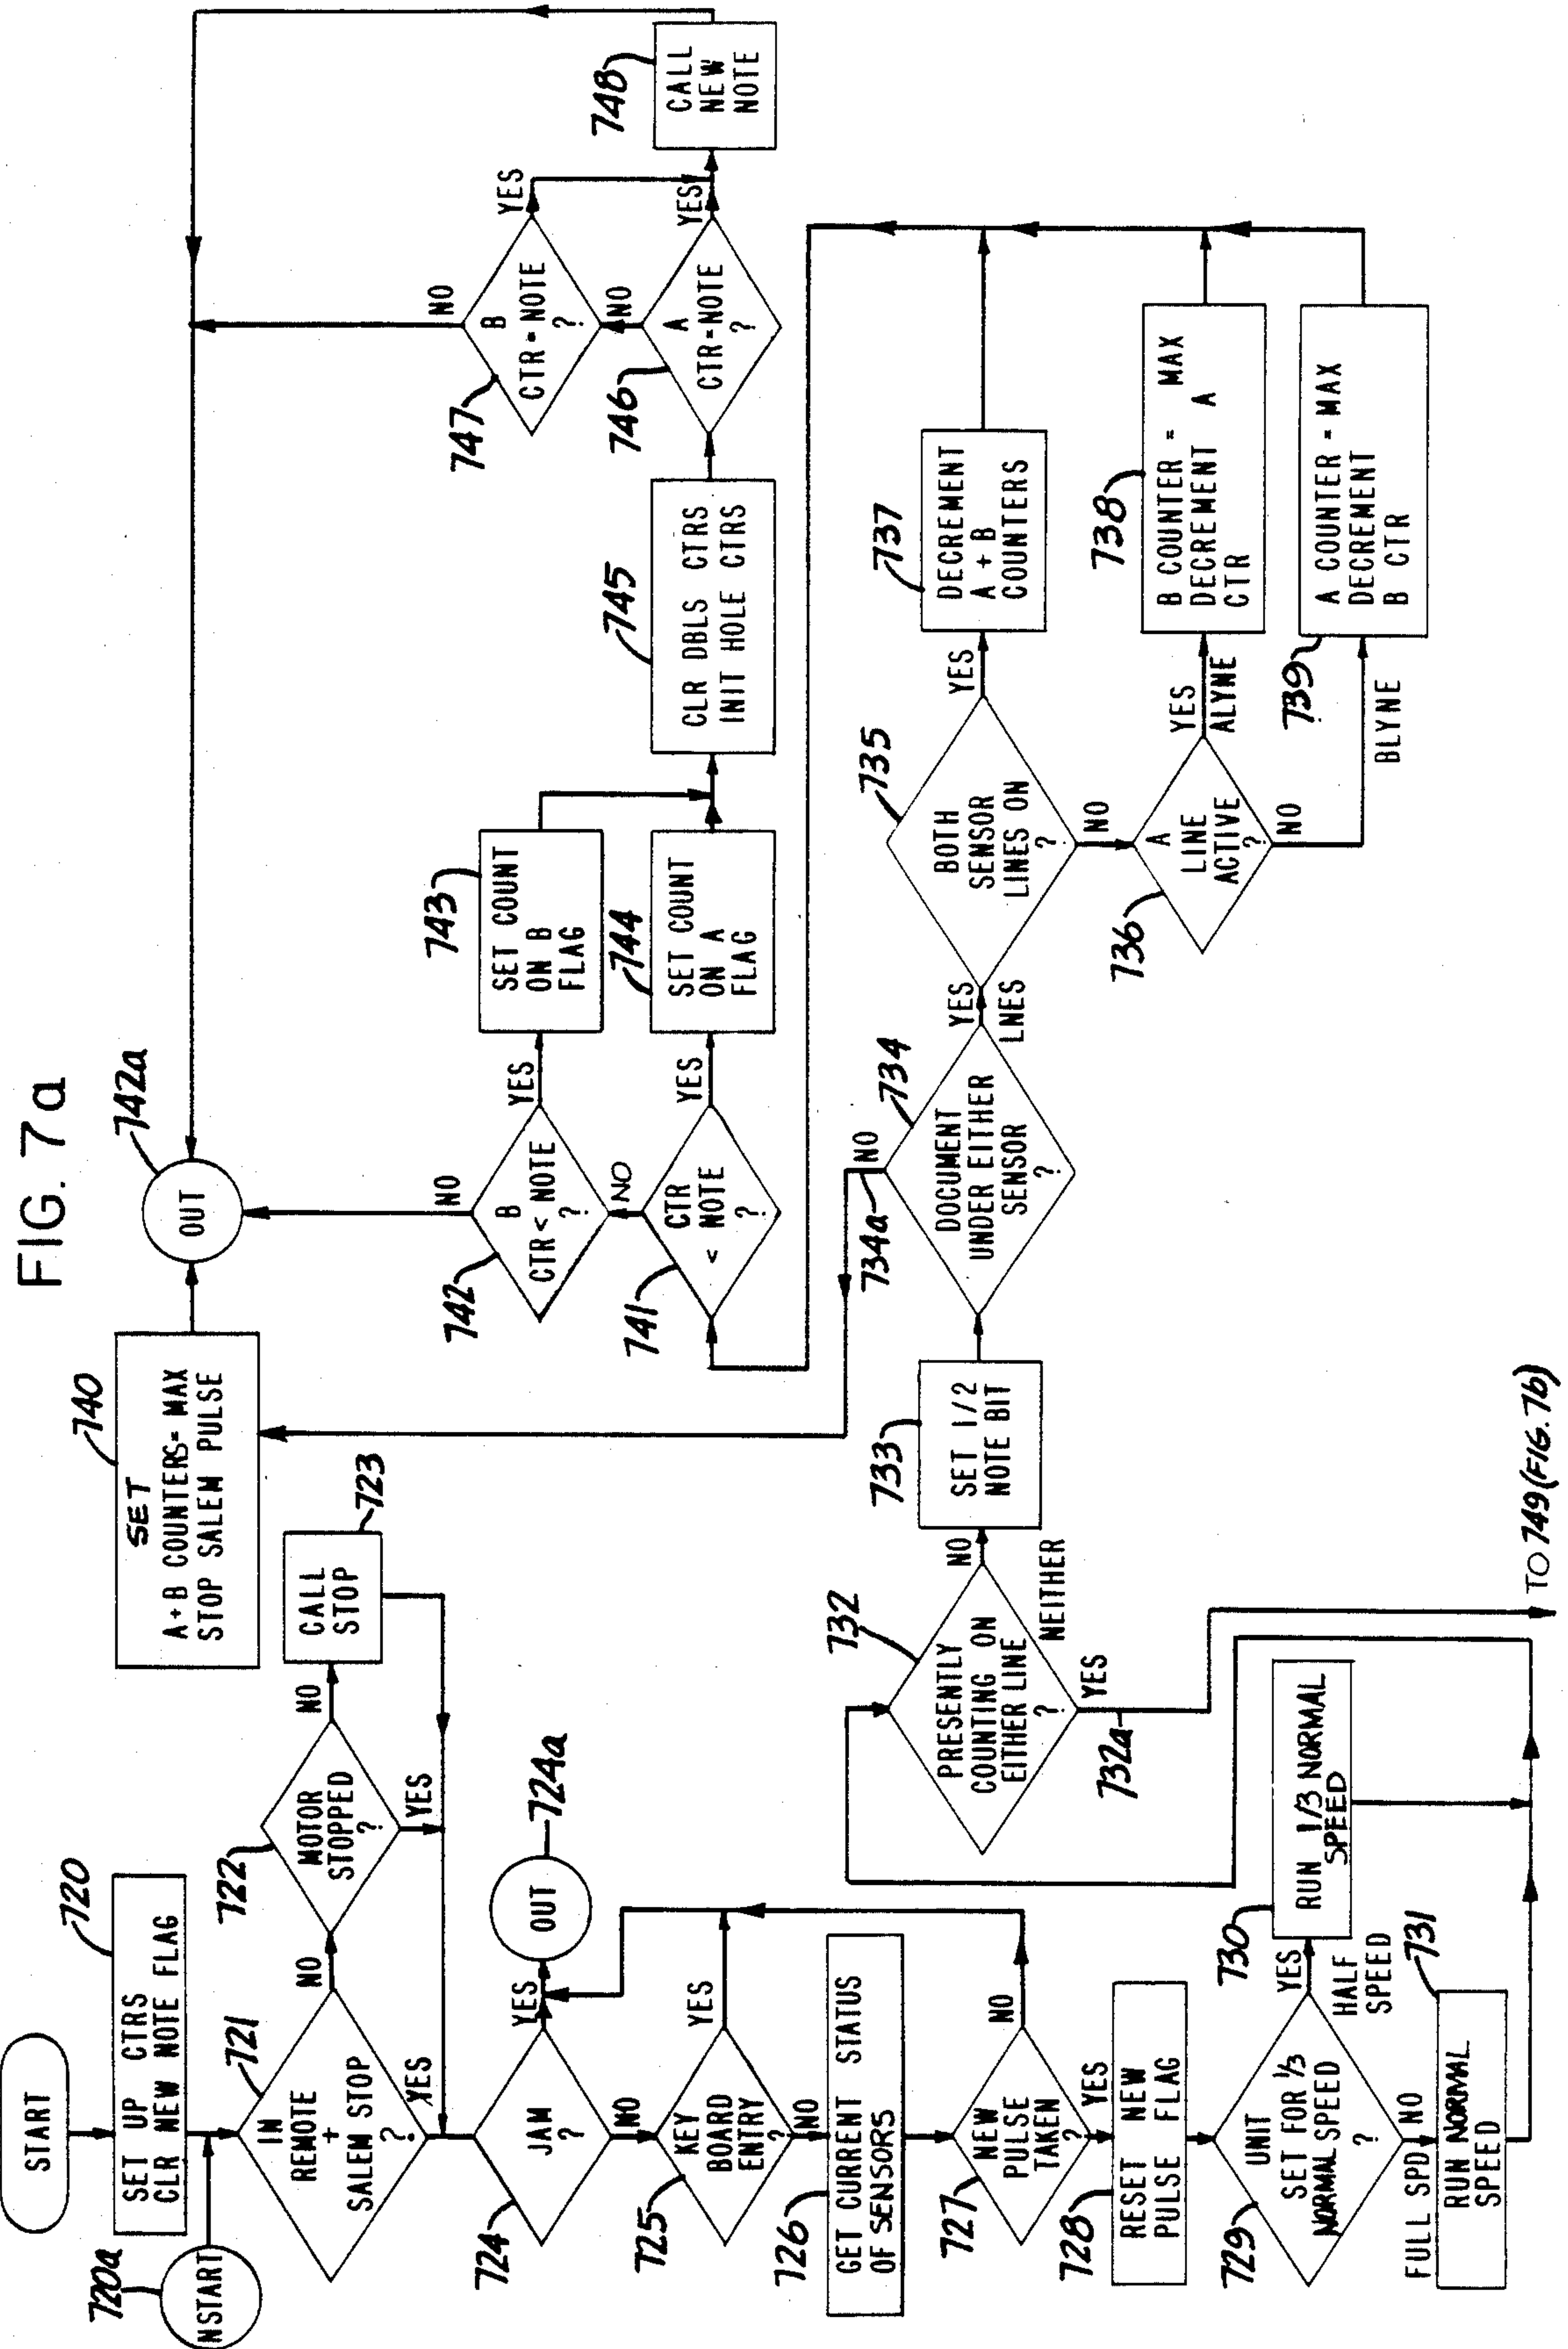 FIG. 7a
START
720
SET UP CTRS
CLR NEW NOTE FLAG
720a
NSTART
721
IN
REMOTE
+
SALEM STOP
?
NO
YES
722
MOTOR
STOPPED
?
NO
YES
723
CALL
STOP
724
JAM
?
YES
NO
724a
OUT
725
KEY
BOARD
ENTRY
?
YES
NO
726
GET CURRENT STATUS
OF SENSORS
727
NEW
PULSE
TAKEN
?
NO
YES
728
RESET NEW
PULSE FLAG
729
UNIT
SET FOR 1/3
NORMAL SPEED
?
YES
HALF
SPEED
FULL SPD
NO
730
RUN 1/3 NORMAL
SPEED
731
RUN NORMAL
SPEED
732
PRESENTLY
COUNTING ON
EITHER LINE
?
NO
NEITHER
YES
732a
TO 749 (FIG. 7b)
733
SET 1/2
NOTE BIT
734
DOCUMENT
UNDER EITHER
SENSOR
?
NO
734a
YES
LNES
735
BOTH
SENSOR
LINES ON
?
YES
NO
736
A
LINE
ACTIVE
?
YES
ALYNE
NO
BLYNE
737
DECREMENT
A + B
COUNTERS
738
B COUNTER = MAX
DECREMENT A
CTR
739
A COUNTER = MAX
DECREMENT
B CTR
740
SET
A + B COUNTERS = MAX
STOP SALEM PULSE
742a
OUT
741
CTR
< NOTE
?
YES
NO
742
B
CTR < NOTE
?
NO
YES
743
SET COUNT
ON B
FLAG
744
SET COUNT
ON A
FLAG
745
CLR DBLS CTRS
INIT HOLE CTRS
746
A
CTR = NOTE
?
YES
NO
747
B
CTR = NOTE
?
NO
YES
748
CALL
NEW
NOTE